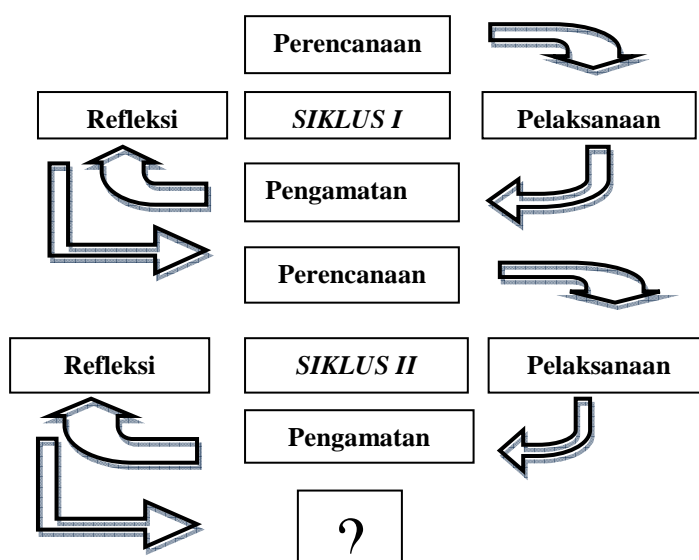 Perencanaan
Refleksi SIKLUS I Pelaksanaan
Pengamatan
Perencanaan
Refleksi SIKLUS II Pelaksanaan
Pengamatan
?